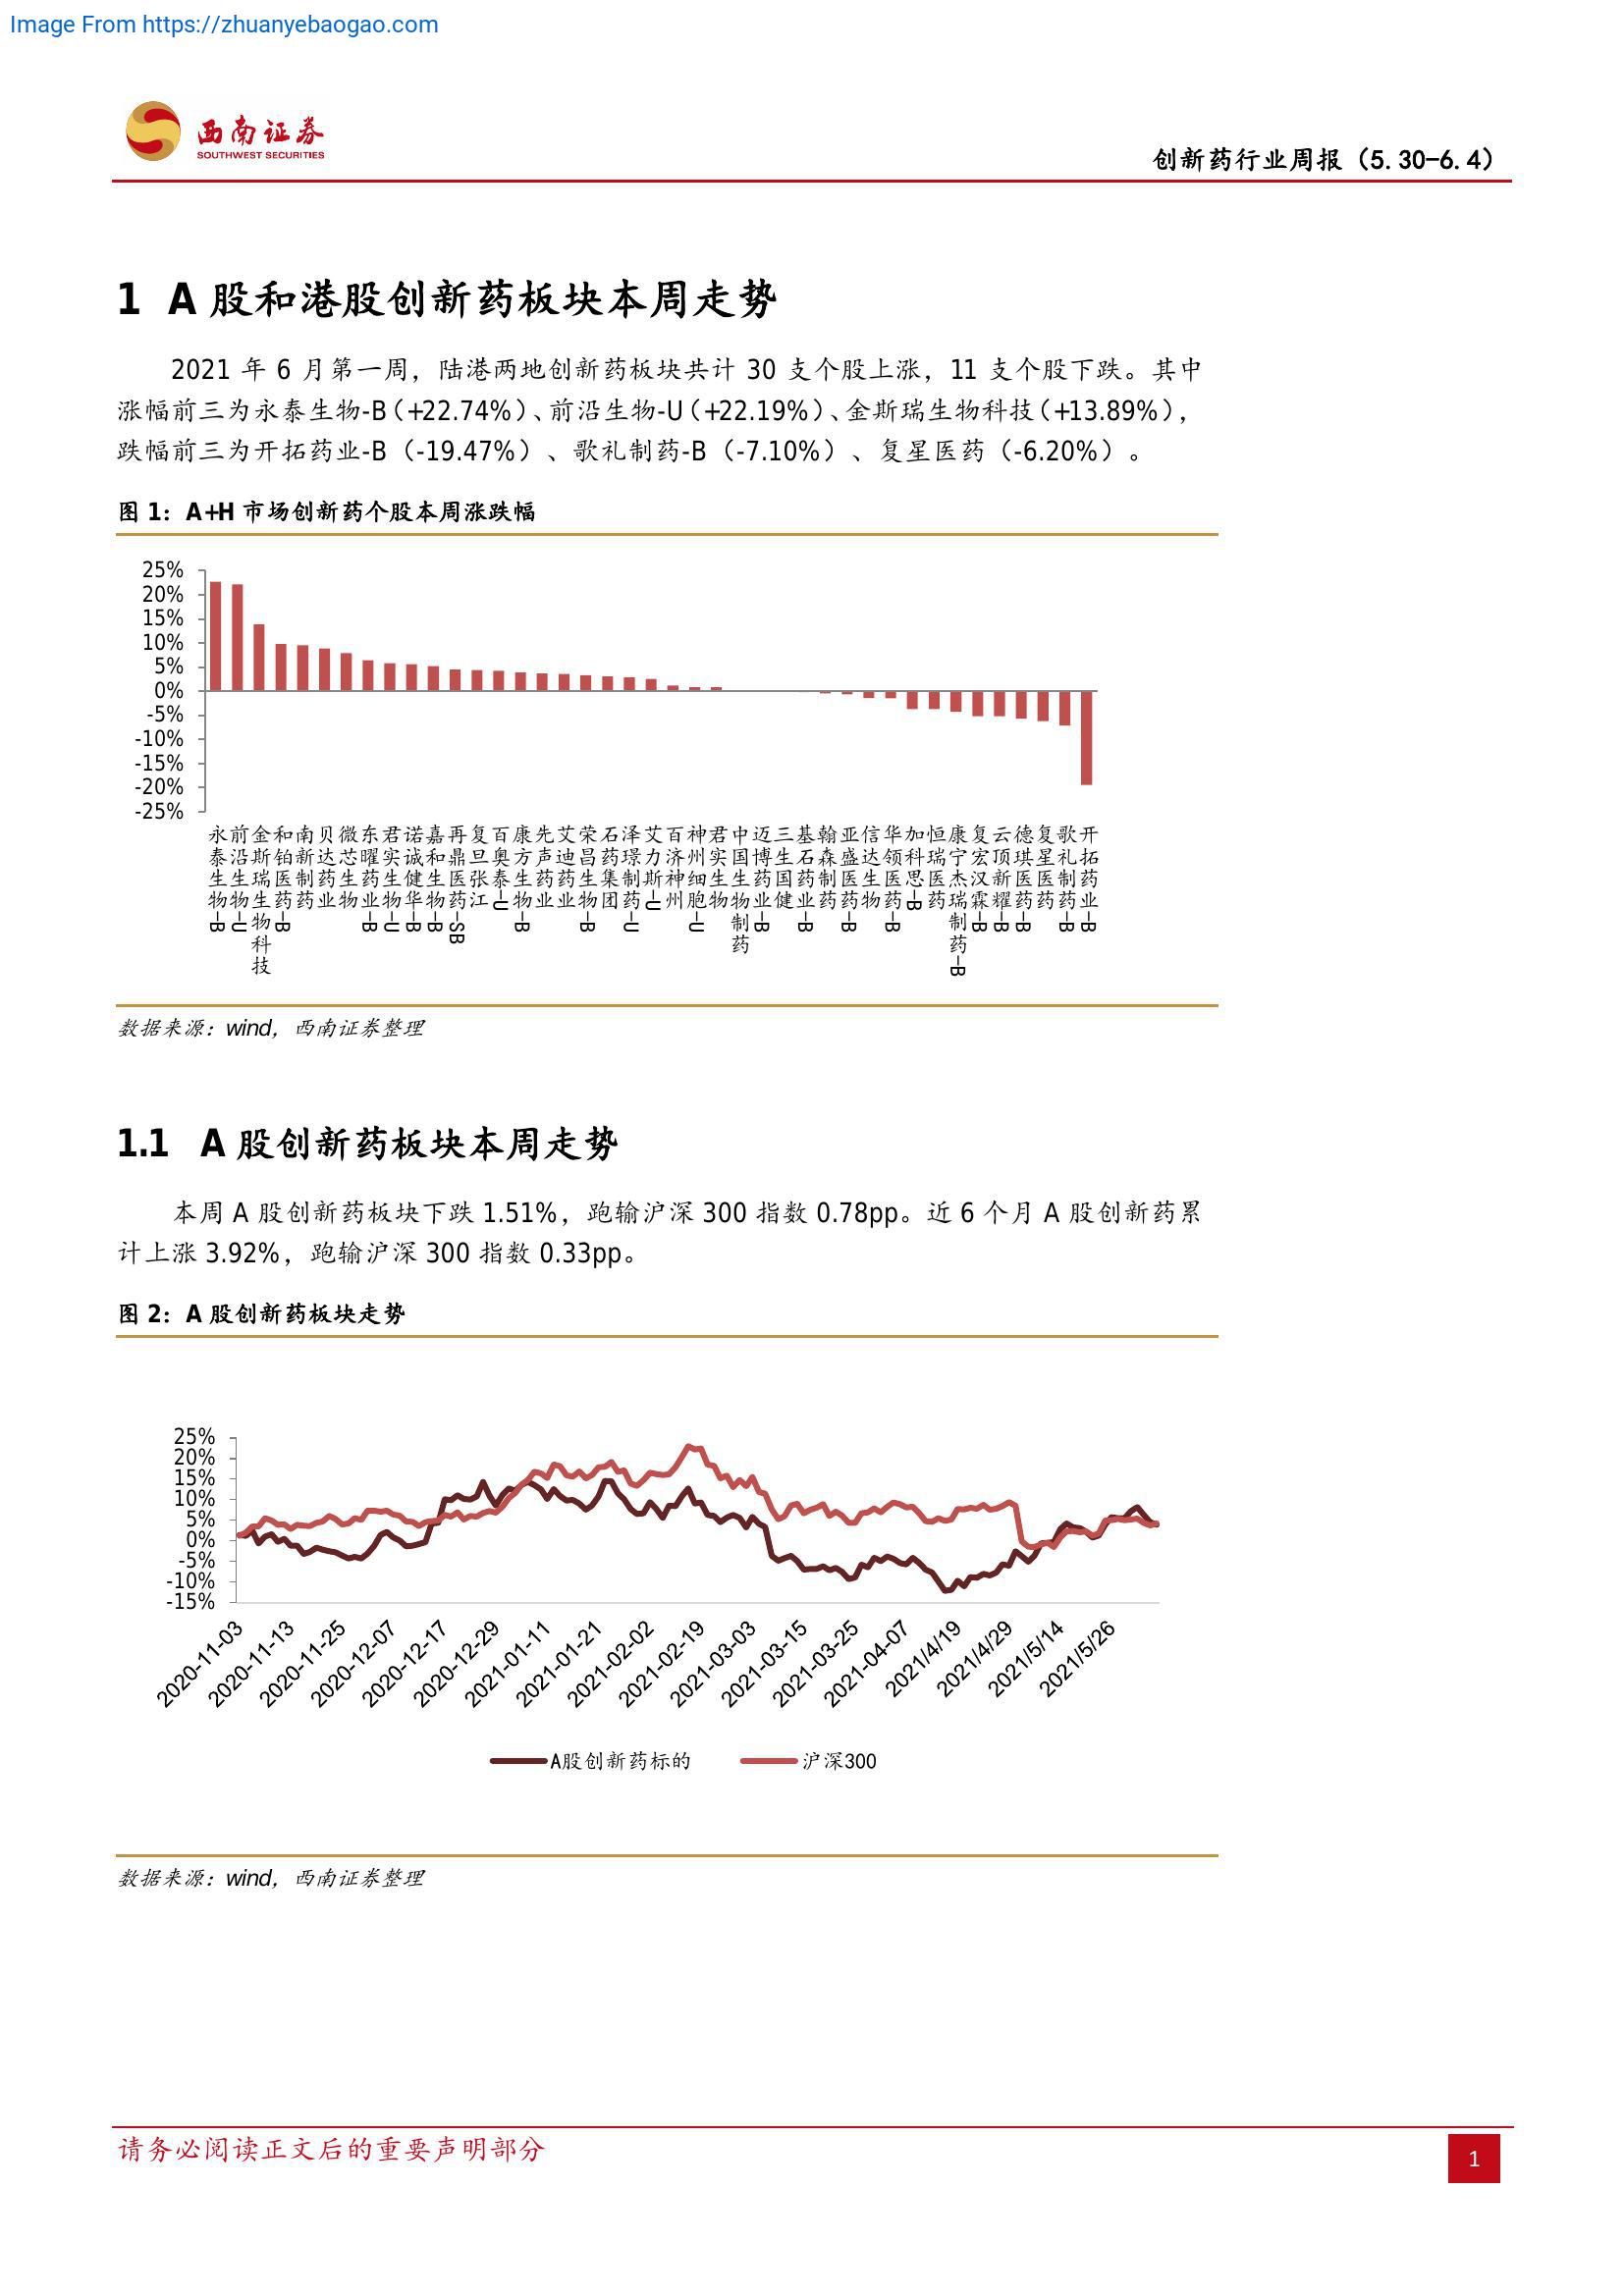 Image From https://zhuanyebaogao.com
西南证券
SOUTHWEST SECURITIES
创新药行业周报（5.30-6.4）
1 A 股和港股创新药板块本周走势
2021 年 6 月第一周，陆港两地创新药板块共计 30 支个股上涨，11 支个股下跌。其中
涨幅前三为永泰生物-B（+22.74%）、前沿生物-U（+22.19%）、金斯瑞生物科技（+13.89%），
跌幅前三为开拓药业-B（-19.47%）、歌礼制药-B（-7.10%）、复星医药（-6.20%）。
图 1：A+H 市场创新药个股本周涨跌幅
25%
20%
15%
10%
5%
0%
-5%
-10%
-15%
-20%
-25%
永泰生物-B
前沿生物-U
金斯瑞生物科技
和铂医药-B
南新制药
贝达药业
微芯生物
东曜药业-B
君实生物-U
诺诚健华-B
嘉和生物-B
再鼎医药-SB
复旦张江
百奥泰-U
康方生物-B
先声药业
艾迪药业
荣昌生物-B
石药集团
泽璟制药-U
艾力斯-U
百济神州
神州细胞-U
君实生物
中国生物制药
迈博药业-B
三生国健
基石药业-B
翰森制药
亚盛医药-B
信达生物
华领医药-B
加科思-B
恒瑞医药
康宁杰瑞制药-B
复宏汉霖-B
云顶新耀-B
德琪医药-B
复星医药
歌礼制药-B
开拓药业-B
数据来源：wind，西南证券整理
1.1 A 股创新药板块本周走势
本周 A 股创新药板块下跌 1.51%，跑输沪深 300 指数 0.78pp。近 6 个月 A 股创新药累
计上涨 3.92%，跑输沪深 300 指数 0.33pp。
图 2：A 股创新药板块走势
25%
20%
15%
10%
5%
0%
-5%
-10%
-15%
2020-11-03
2020-11-13
2020-11-25
2020-12-07
2020-12-17
2020-12-29
2021-01-11
2021-01-21
2021-02-02
2021-02-19
2021-03-03
2021-03-15
2021-03-25
2021-04-07
2021/4/19
2021/4/29
2021/5/14
2021/5/26
A股创新药标的
沪深300
数据来源：wind，西南证券整理
请务必阅读正文后的重要声明部分
1